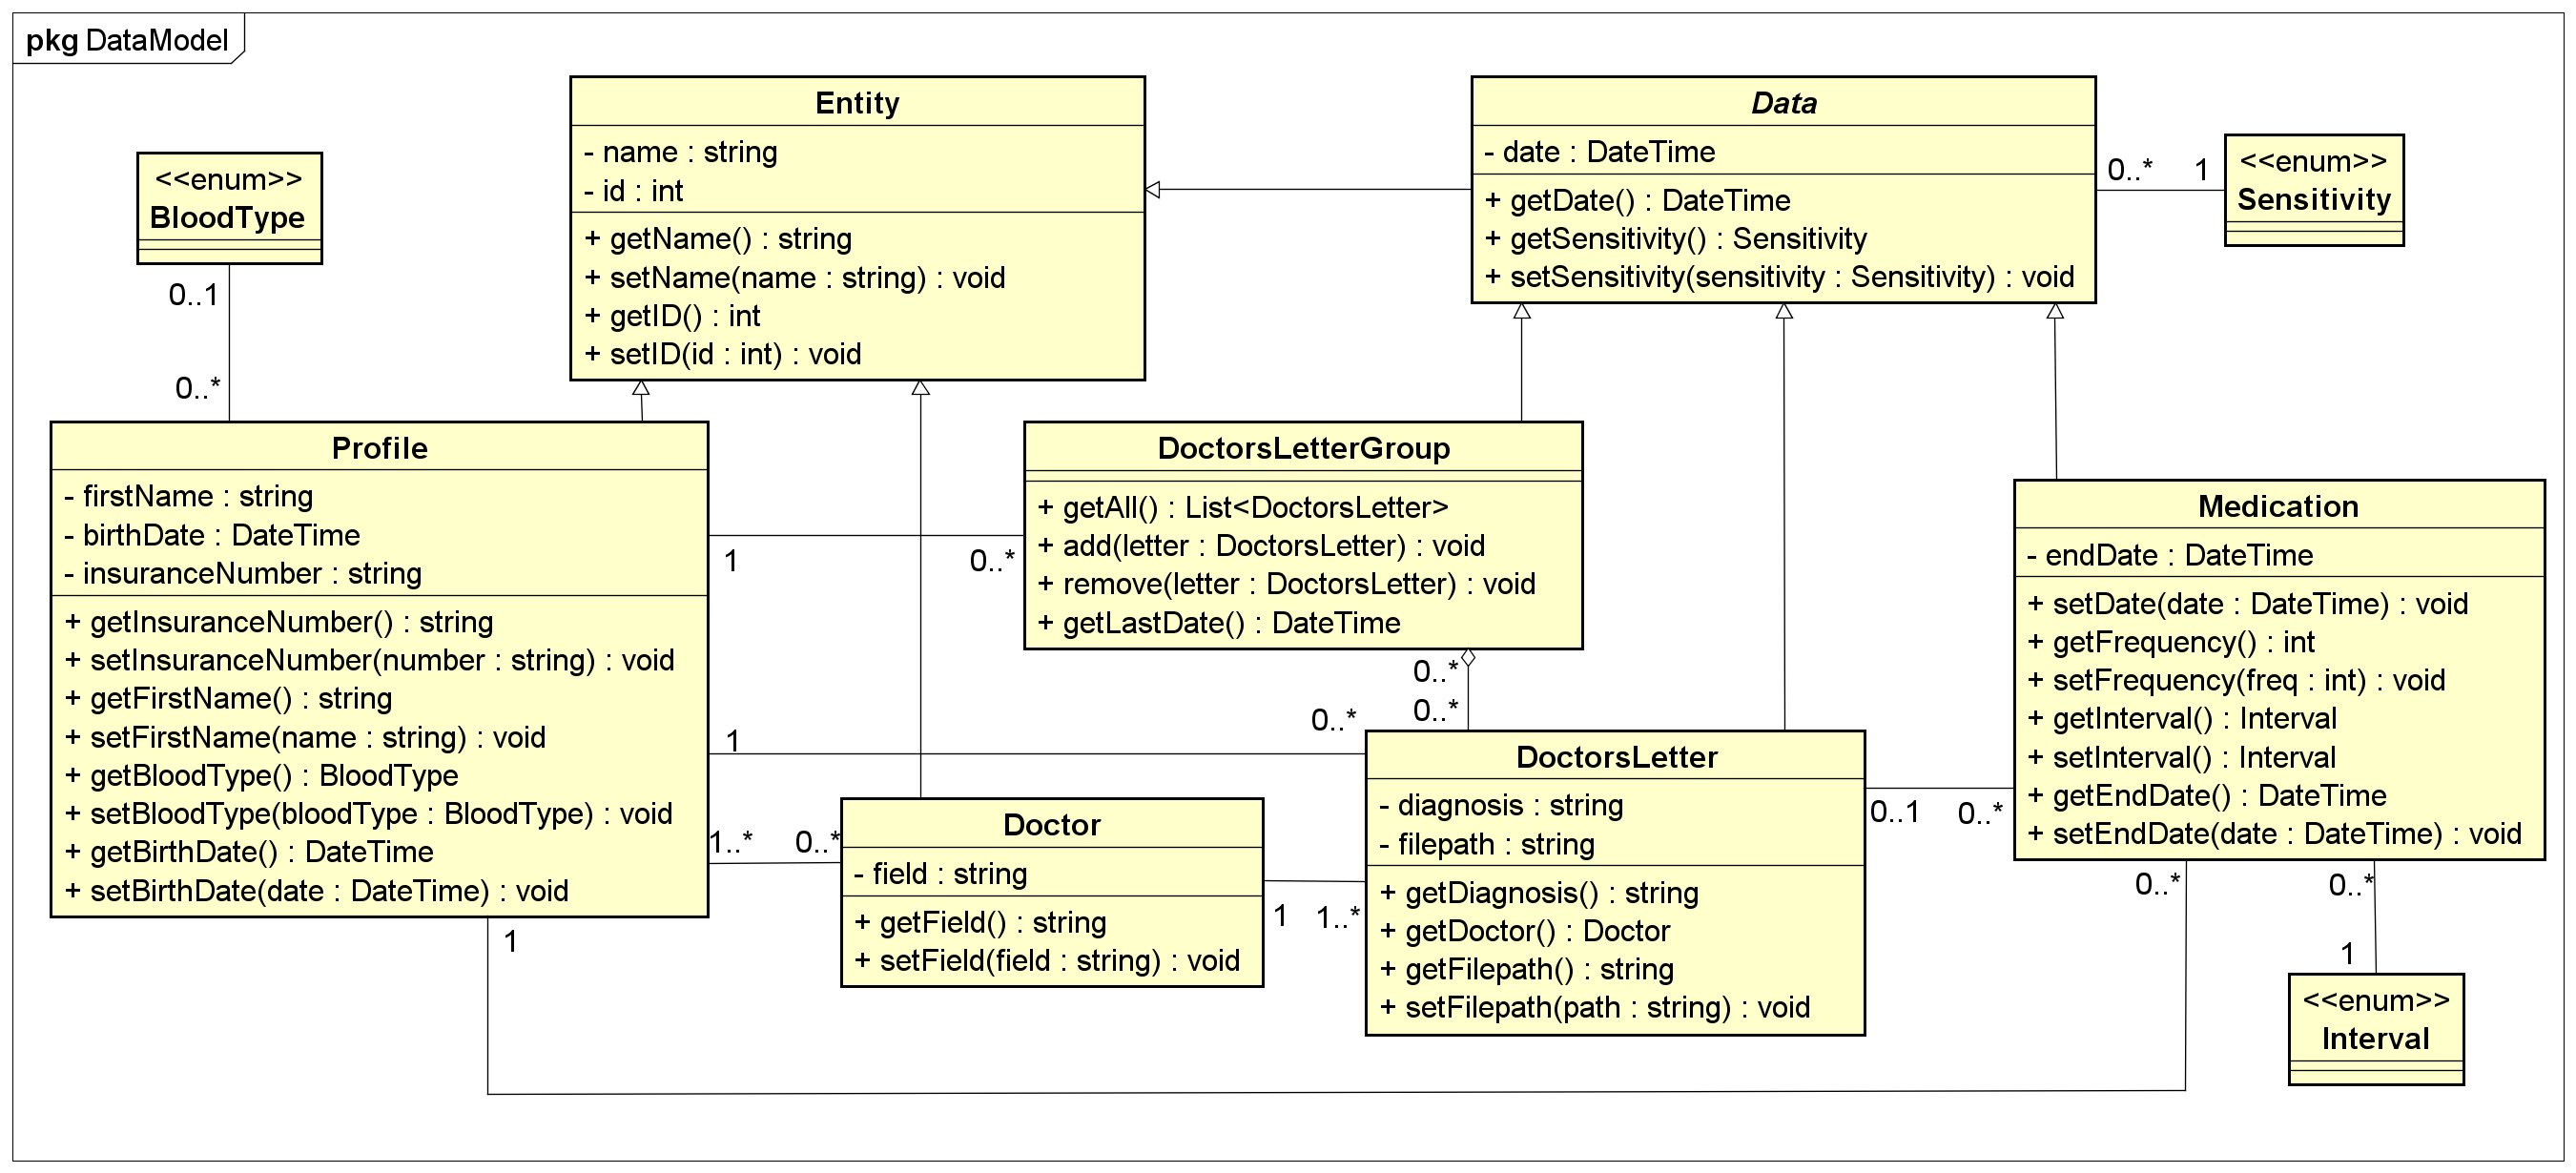 pkg DataModel
Entity
- name : string
- id : int
+ getName() : string
+ setName(name : string) : void
+ getID() : int
+ setID(id : int) : void
Data
- date : DateTime
+ getDate() : DateTime
+ getSensitivity() : Sensitivity
+ setSensitivity(sensitivity : Sensitivity) : void
0..*
1
<<enum>>
Sensitivity
<<enum>>
BloodType
0..1
0..*
Profile
- firstName : string
- birthDate : DateTime
- insuranceNumber : string
+ getInsuranceNumber() : string
+ setInsuranceNumber(number : string) : void
+ getFirstName() : string
+ setFirstName(name : string) : void
+ getBloodType() : BloodType
+ setBloodType(bloodType : BloodType) : void
+ getBirthDate() : DateTime
+ setBirthDate(date : DateTime) : void
1
0..*
DoctorsLetterGroup
+ getAll() : List<DoctorsLetter>
+ add(letter : DoctorsLetter) : void
+ remove(letter : DoctorsLetter) : void
+ getLastDate() : DateTime
0..*
0..*
1
0..*
1..*
0..*
Doctor
- field : string
+ getField() : string
+ setField(field : string) : void
1
1..*
DoctorsLetter
- diagnosis : string
- filepath : string
+ getDiagnosis() : string
+ getDoctor() : Doctor
+ getFilepath() : string
+ setFilepath(path : string) : void
0..1
0..*
Medication
- endDate : DateTime
+ setDate(date : DateTime) : void
+ getFrequency() : int
+ setFrequency(freq : int) : void
+ getInterval() : Interval
+ setInterval() : Interval
+ getEndDate() : DateTime
+ setEndDate(date : DateTime) : void
1
0..*
0..*
1
<<enum>>
Interval